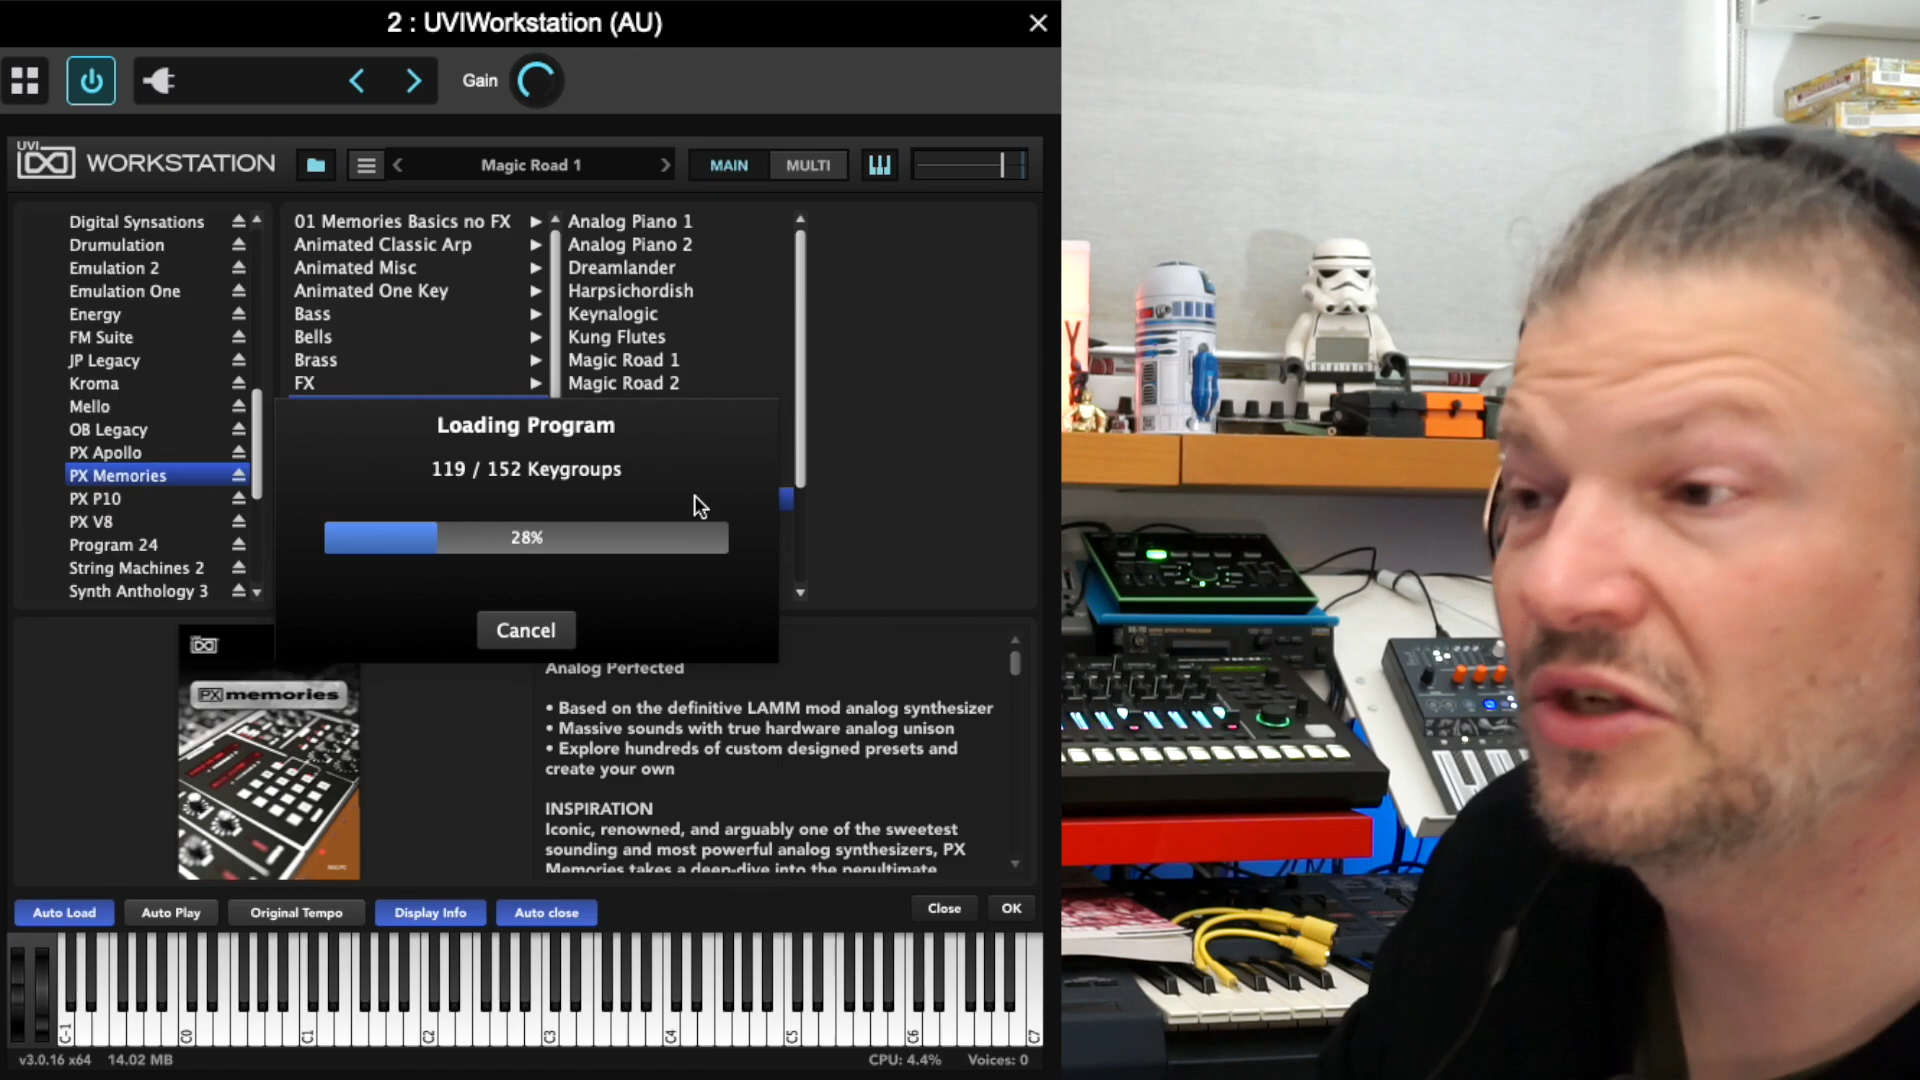 2 : UVIWorkstation (AU)
Gain
UVI
WORKSTATION
Magic Road 1
MAIN
MULTI
Digital Synsations
Drumulation
Emulation 2
Emulation One
Energy
FM Suite
JP Legacy
Kroma
Mello
OB Legacy
PX Apollo
PX Memories
PX P10
PX V8
Program 24
String Machines 2
Synth Anthology 3
01 Memories Basics no FX
Animated Classic Arp
Animated Misc
Animated One Key
Bass
Bells
Brass
FX
Analog Piano 1
Analog Piano 2
Dreamlander
Harpsichordish
Keynalogic
Kung Flutes
Magic Road 1
Magic Road 2
Loading Program
119 / 152 Keygroups
28%
Cancel
PX memories
Analog Perfected
• Based on the definitive LAMM mod analog synthesizer
• Massive sounds with true hardware analog unison
• Explore hundreds of custom designed presets and
create your own
INSPIRATION
Iconic, renowned, and arguably one of the sweetest
sounding and most powerful analog synthesizers, PX
Memories takes a deep-dive into the penultimate
Auto Load
Auto Play
Original Tempo
Display Info
Auto close
Close
OK
C-1
C0
C1
C2
C3
C4
C5
C6
C7
v3.0.16 x64
14.02 MB
CPU: 4.4%
Voices: 0